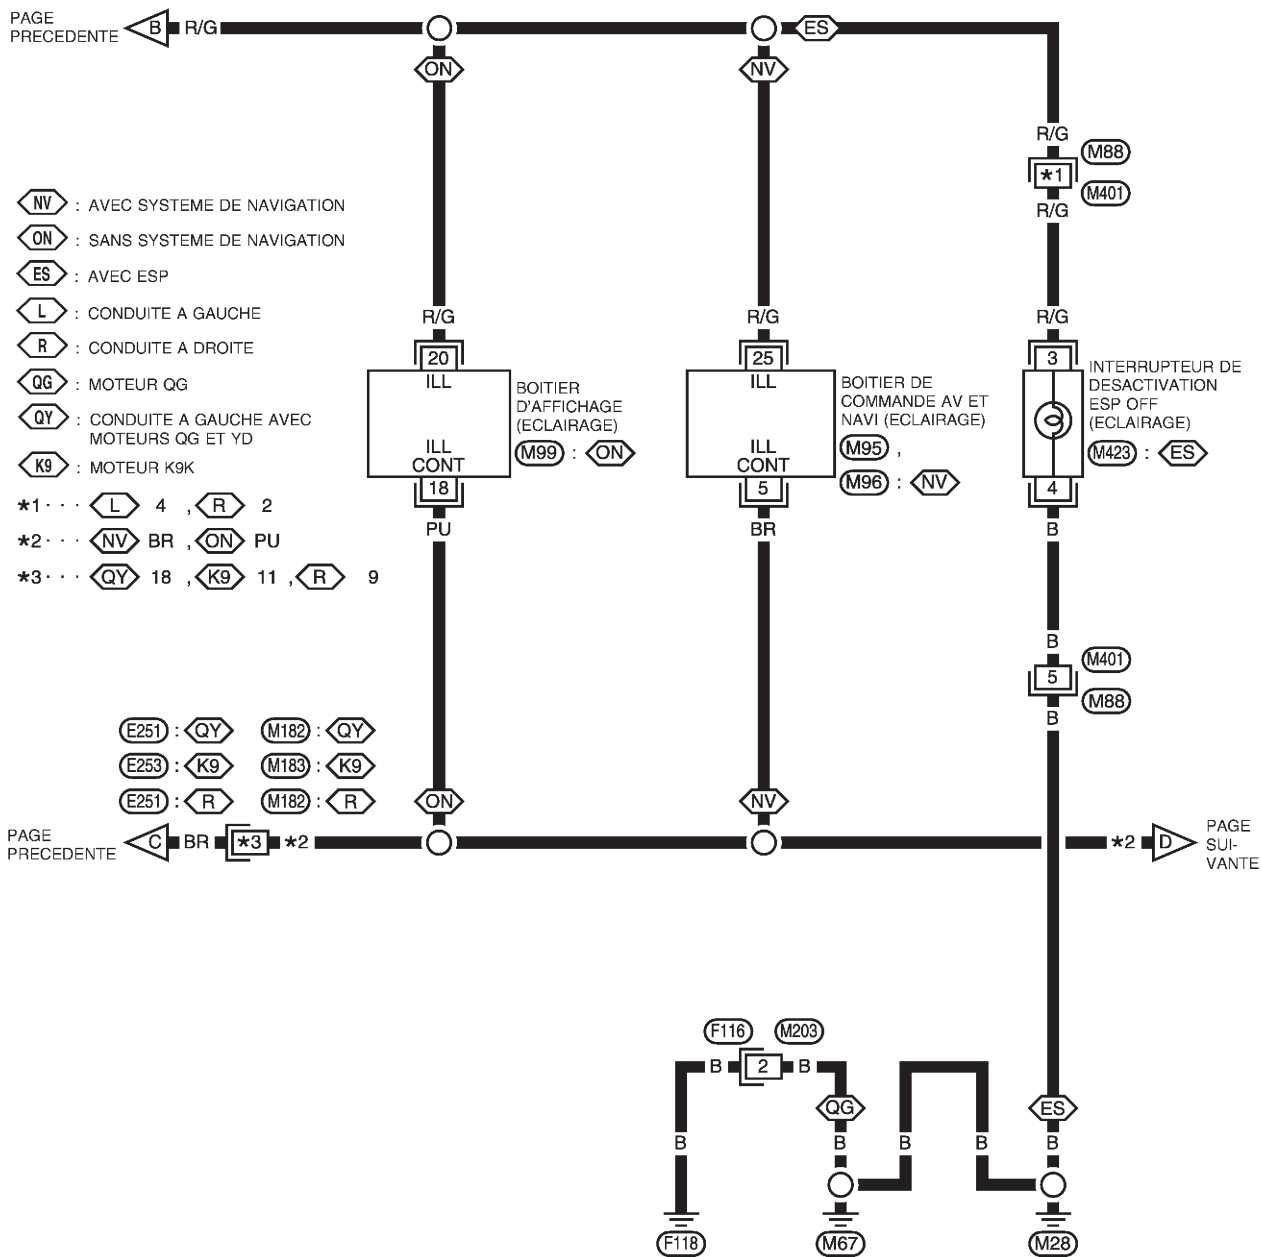 PAGE
PRECEDENTE
B R/G
ES
ON
NV
R/G
M88
*1
M401
R/G
NV : AVEC SYSTEME DE NAVIGATION
ON : SANS SYSTEME DE NAVIGATION
ES : AVEC ESP
L : CONDUITE A GAUCHE
R : CONDUITE A DROITE
QG : MOTEUR QG
QY : CONDUITE A GAUCHE AVEC
MOTEURS QG ET YD
K9 : MOTEUR K9K
*1··· L 4 , R 2
*2··· NV BR , ON PU
*3··· QY 18 , K9 11 , R 9
R/G
20
ILL
ILL
CONT
18
PU
BOITIER
D'AFFICHAGE
(ECLAIRAGE)
M99 : ON
R/G
25
ILL
ILL
CONT
5
BR
BOITIER DE
COMMANDE AV ET
NAVI (ECLAIRAGE)
M95 ,
M96 : NV
R/G
3
4
B
INTERRUPTEUR DE
DESACTIVATION
ESP OFF
(ECLAIRAGE)
M423 : ES
B
M401
5
M88
B
E251 : QY M182 : QY
E253 : K9 M183 : K9
E251 : R M182 : R
ON
NV
PAGE
PRECEDENTE
C BR *3 *2
*2 D
PAGE
SUI-
VANTE
F116 M203
B 2 B
QG
ES
B B B B B
F118 M67 M28